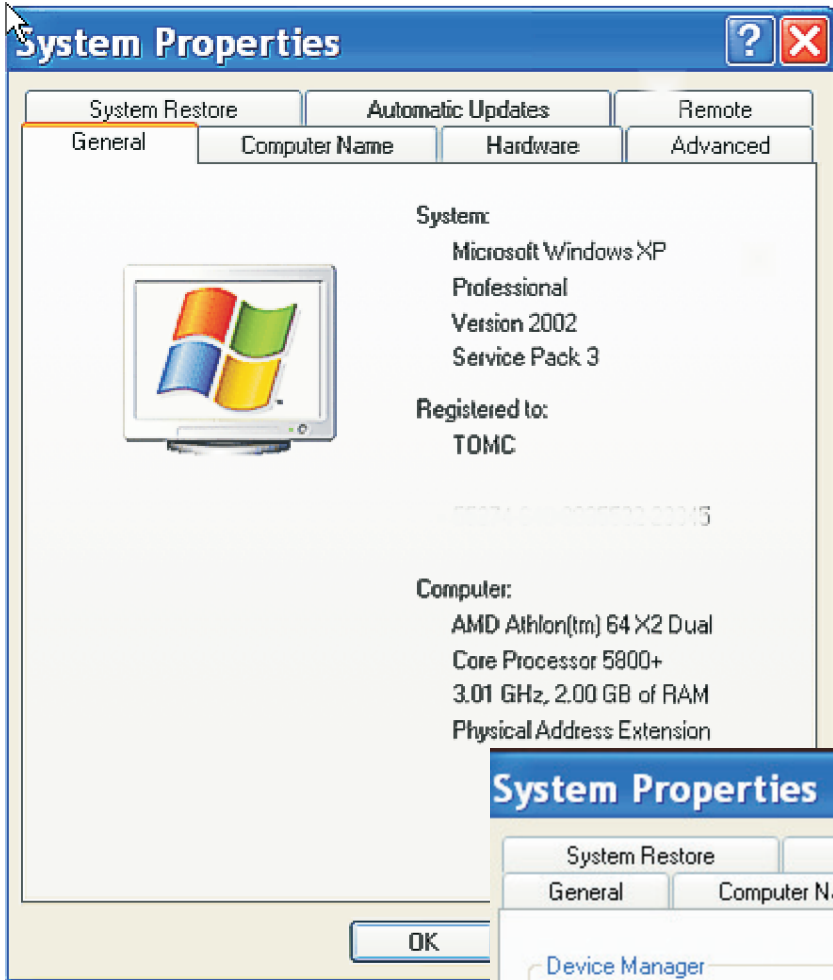 System Properties
System Restore
Automatic Updates
Remote
General
Computer Name
Hardware
Advanced
System:
Microsoft Windows XP
Professional
Version 2002
Service Pack 3
Registered to:
TOMC
Computer:
AMD Athlon(tm) 64 X2 Dual
Core Processor 5800+
3.01 GHz, 2.00 GB of RAM
Physical Address Extension
OK
System Properties
System Restore
General
Computer
Device Manager